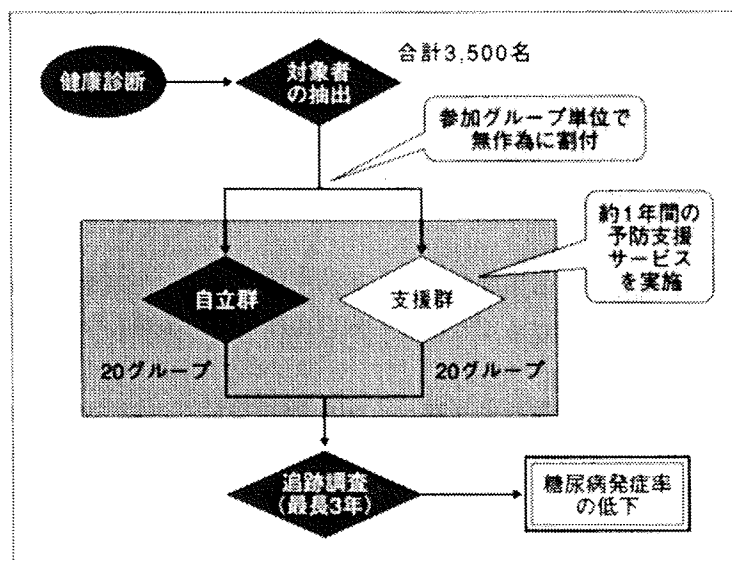 健康診断
対象者
の抽出
合計3,500名
参加グループ単位で
無作為に割付
約1年間の
予防支援
サービス
を実施
自立群
支援群
20グループ
20グループ
追跡調査
(最長3年)
糖尿病発症率
の低下